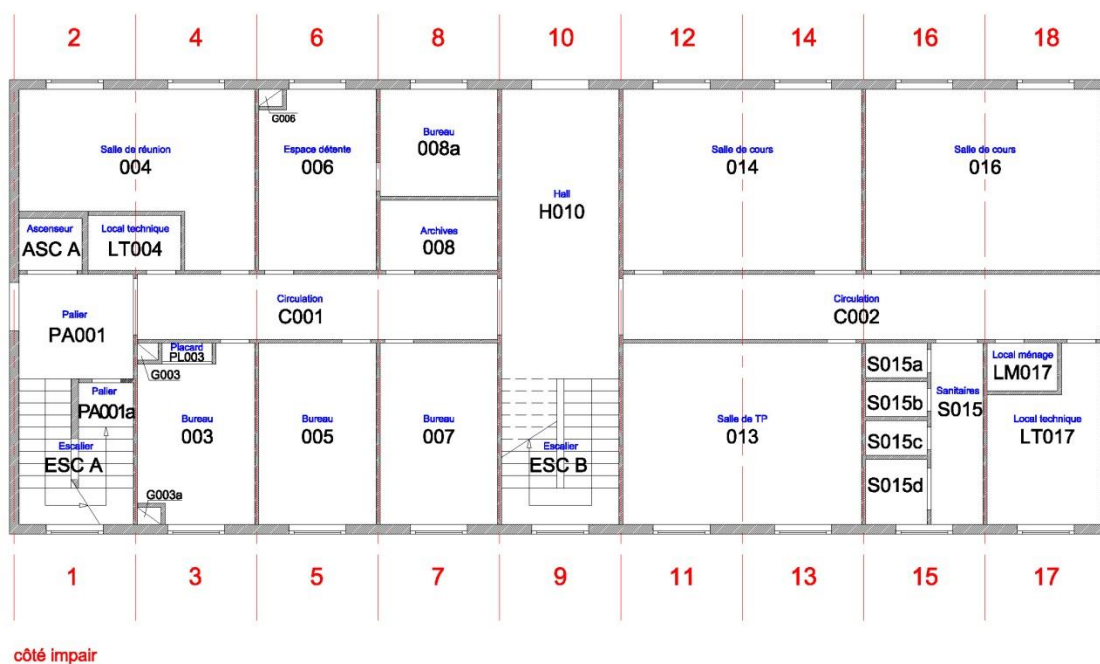 2 4 6 8 10 12 14 16 18
G006
Bureau
008a
Salle de réunion
004
Espace détente
006
Salle de cours
014
Salle de cours
016
Hall
H010
Ascenseur
ASC A
Local technique
LT004
Archives
008
Palier
PA001
Circulation
C001
Circulation
C002
Placard
PL003
G003
Local ménage
LM017
S015a
Palier
PA001a
Sanitaires
S015
S015b
Bureau
003
Bureau
005
Bureau
007
Salle de TP
013
Local technique
LT017
S015c
Escalier
ESC A
Escalier
ESC B
S015d
G003a
1 3 5 7 9 11 13 15 17
côté impair